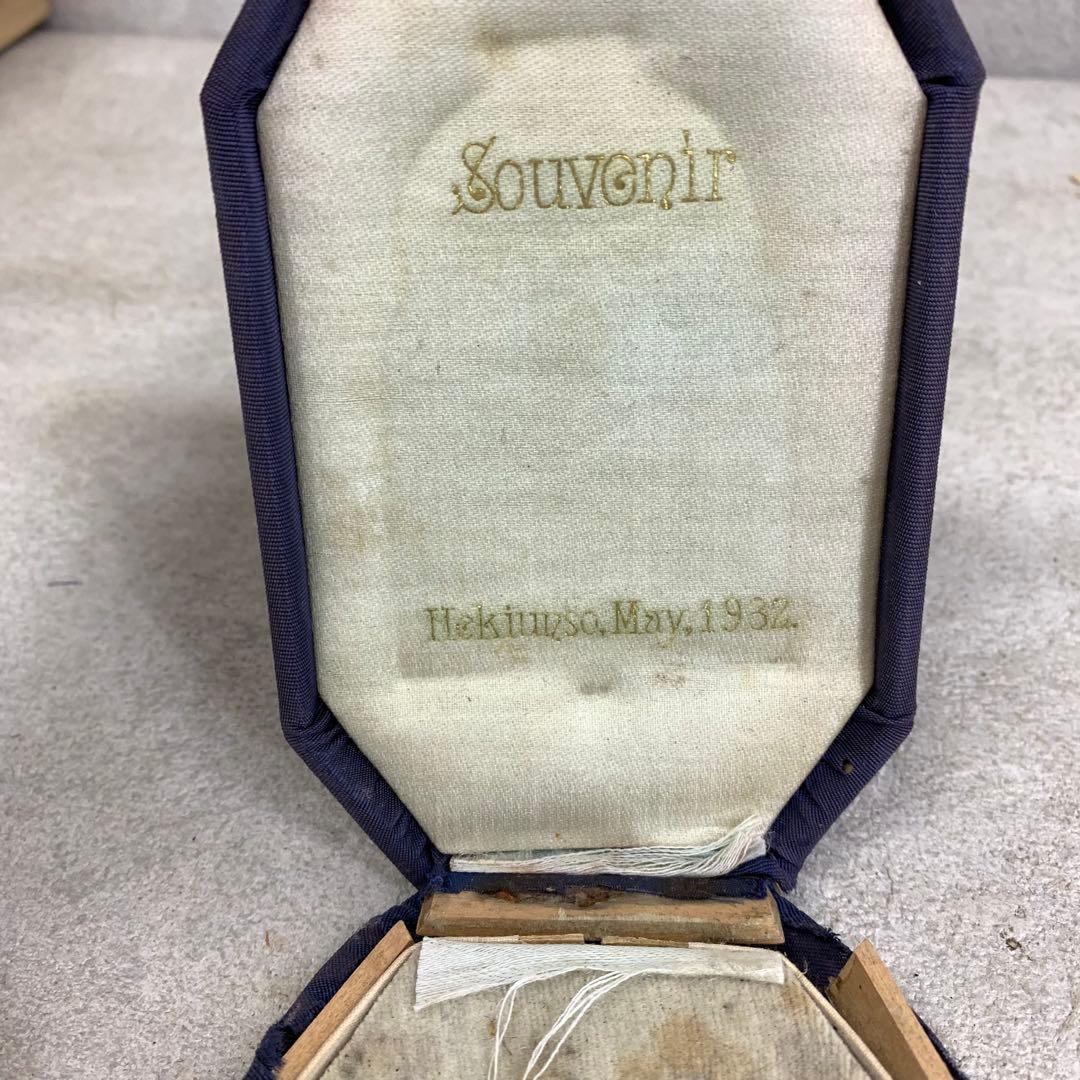 Souvenir
Hekiunso, May, 1932.